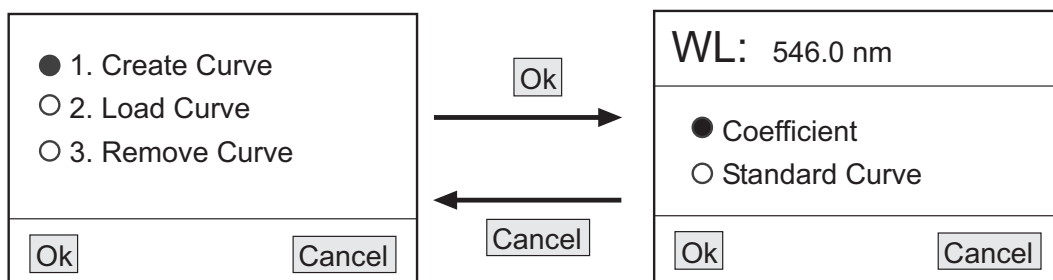 1. Create Curve
2. Load Curve
3. Remove Curve
Ok Cancel
Ok
Cancel
WL: 546.0 nm
Coefficient
Standard Curve
Ok Cancel